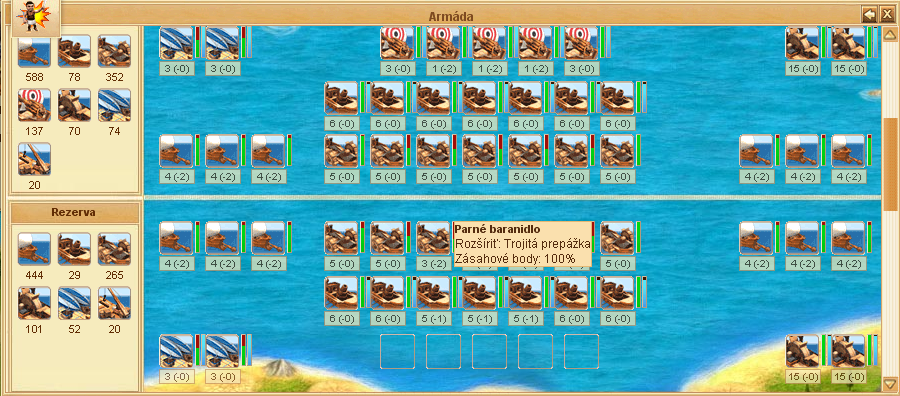 Armáda
588 78 352
137 70 74
20
3 (-0) 3 (-0) 3 (-0) 1 (-2) 1 (-2) 1 (-2) 3 (-0) 15 (-0) 15 (-0)
6 (-0) 6 (-0) 6 (-0) 6 (-0) 6 (-0) 6 (-0) 6 (-0)
4 (-2) 4 (-2) 4 (-2) 5 (-0) 5 (-0) 5 (-0) 5 (-0) 5 (-0) 5 (-0) 5 (-0) 4 (-2) 4 (-2) 4 (-2)
Rezerva
444 29 265
101 52 20
Parné baranidlo
Rozšíriť: Trojitá prepážka
Zásahové body: 100%
4 (-2) 4 (-2) 4 (-2) 5 (-0) 5 (-0) 3 (-2) 5 (-0) 4 (-2) 4 (-2) 4 (-2)
6 (-0) 6 (-0) 5 (-1) 5 (-1) 5 (-1) 6 (-0) 6 (-0)
3 (-0) 3 (-0) 15 (-0) 15 (-0)